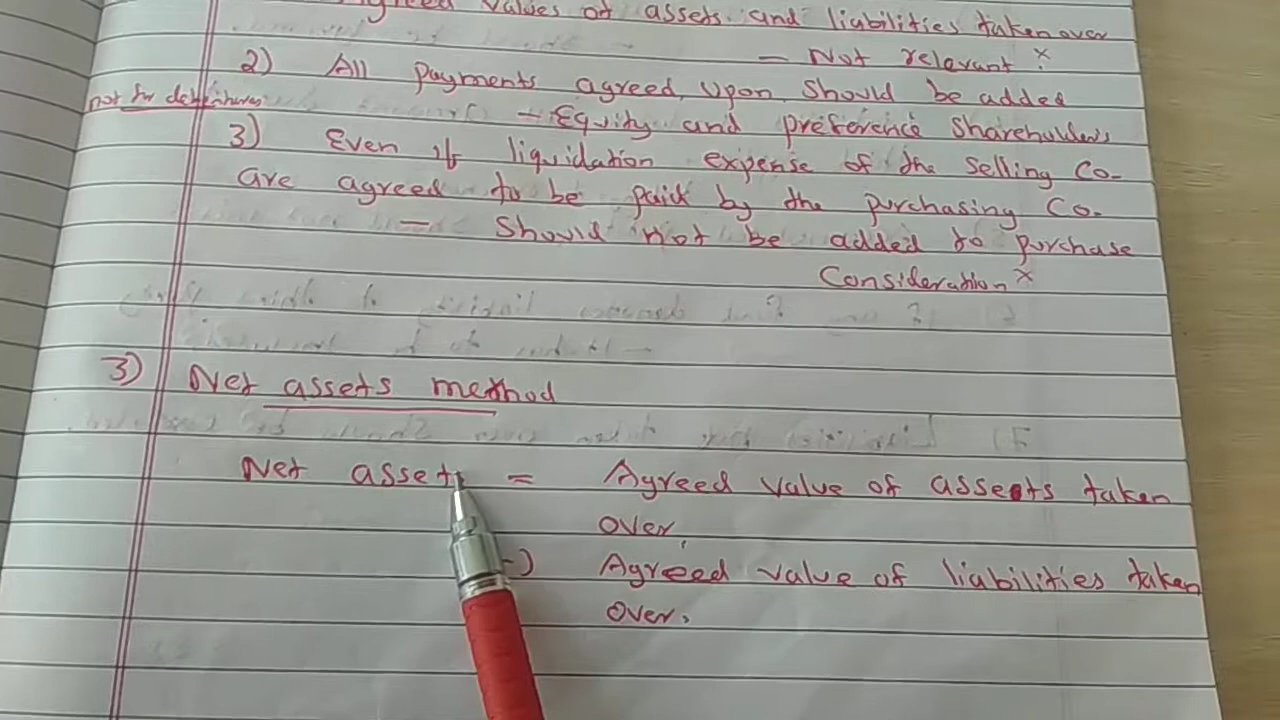 Agreed values of assets and liabilities taken over
— Not relevant ×
2) All payments agreed upon should be added
not for debentures
— Equity and preference shareholders
3) Even if liquidation expense of the selling Co.
are agreed to be paid by the purchasing Co.
— Should not be added to purchase
Consideration ×
3) Net assets method
Net assets = Agreed value of assets taken
over,
(-) Agreed value of liabilities taken
over.